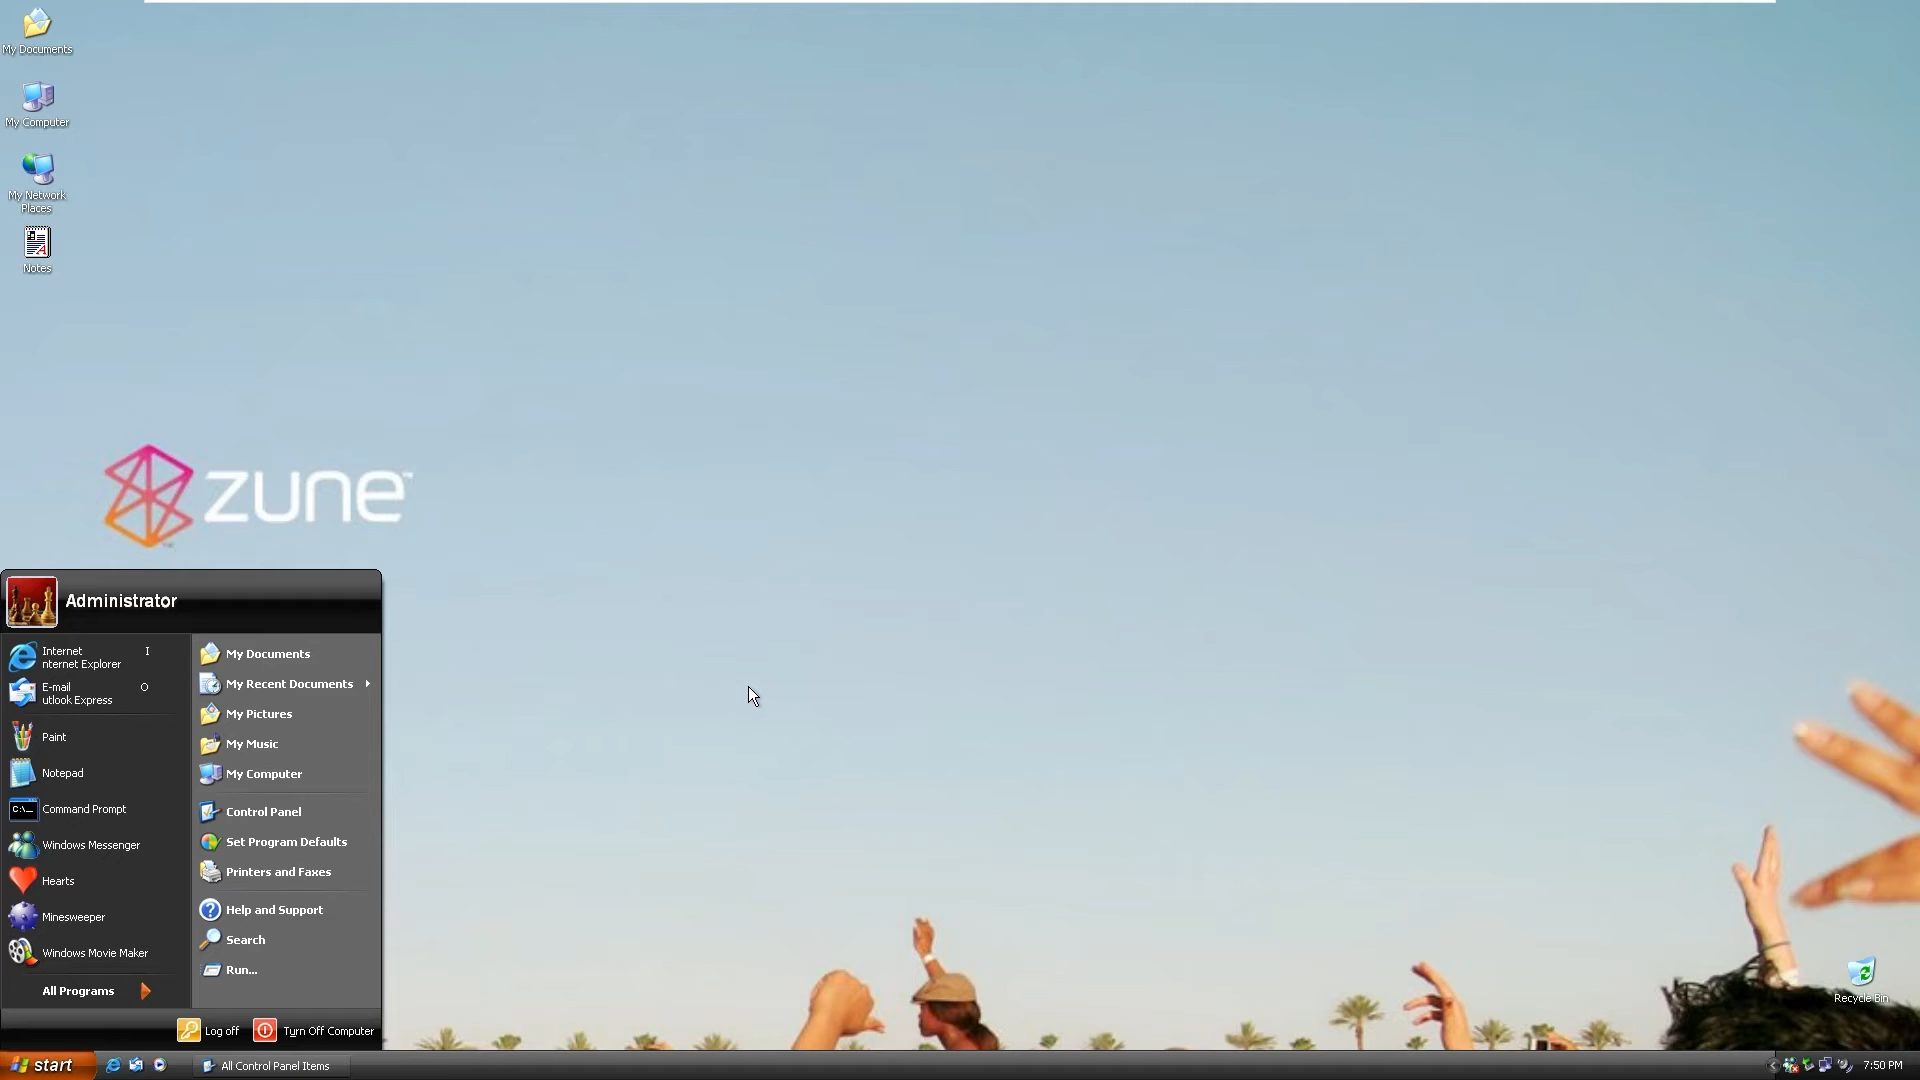 My Documents
My Computer
My Network
Places
Notes
zune™
Administrator
Internet I
nternet Explorer
E-mail O
utlook Express
Paint
Notepad
Command Prompt
Windows Messenger
Hearts
Minesweeper
Windows Movie Maker
All Programs
My Documents
My Recent Documents
My Pictures
My Music
My Computer
Control Panel
Set Program Defaults
Printers and Faxes
Help and Support
Search
Run...
Log off
Turn Off Computer
Recycle Bin
start
All Control Panel Items
7:50 PM